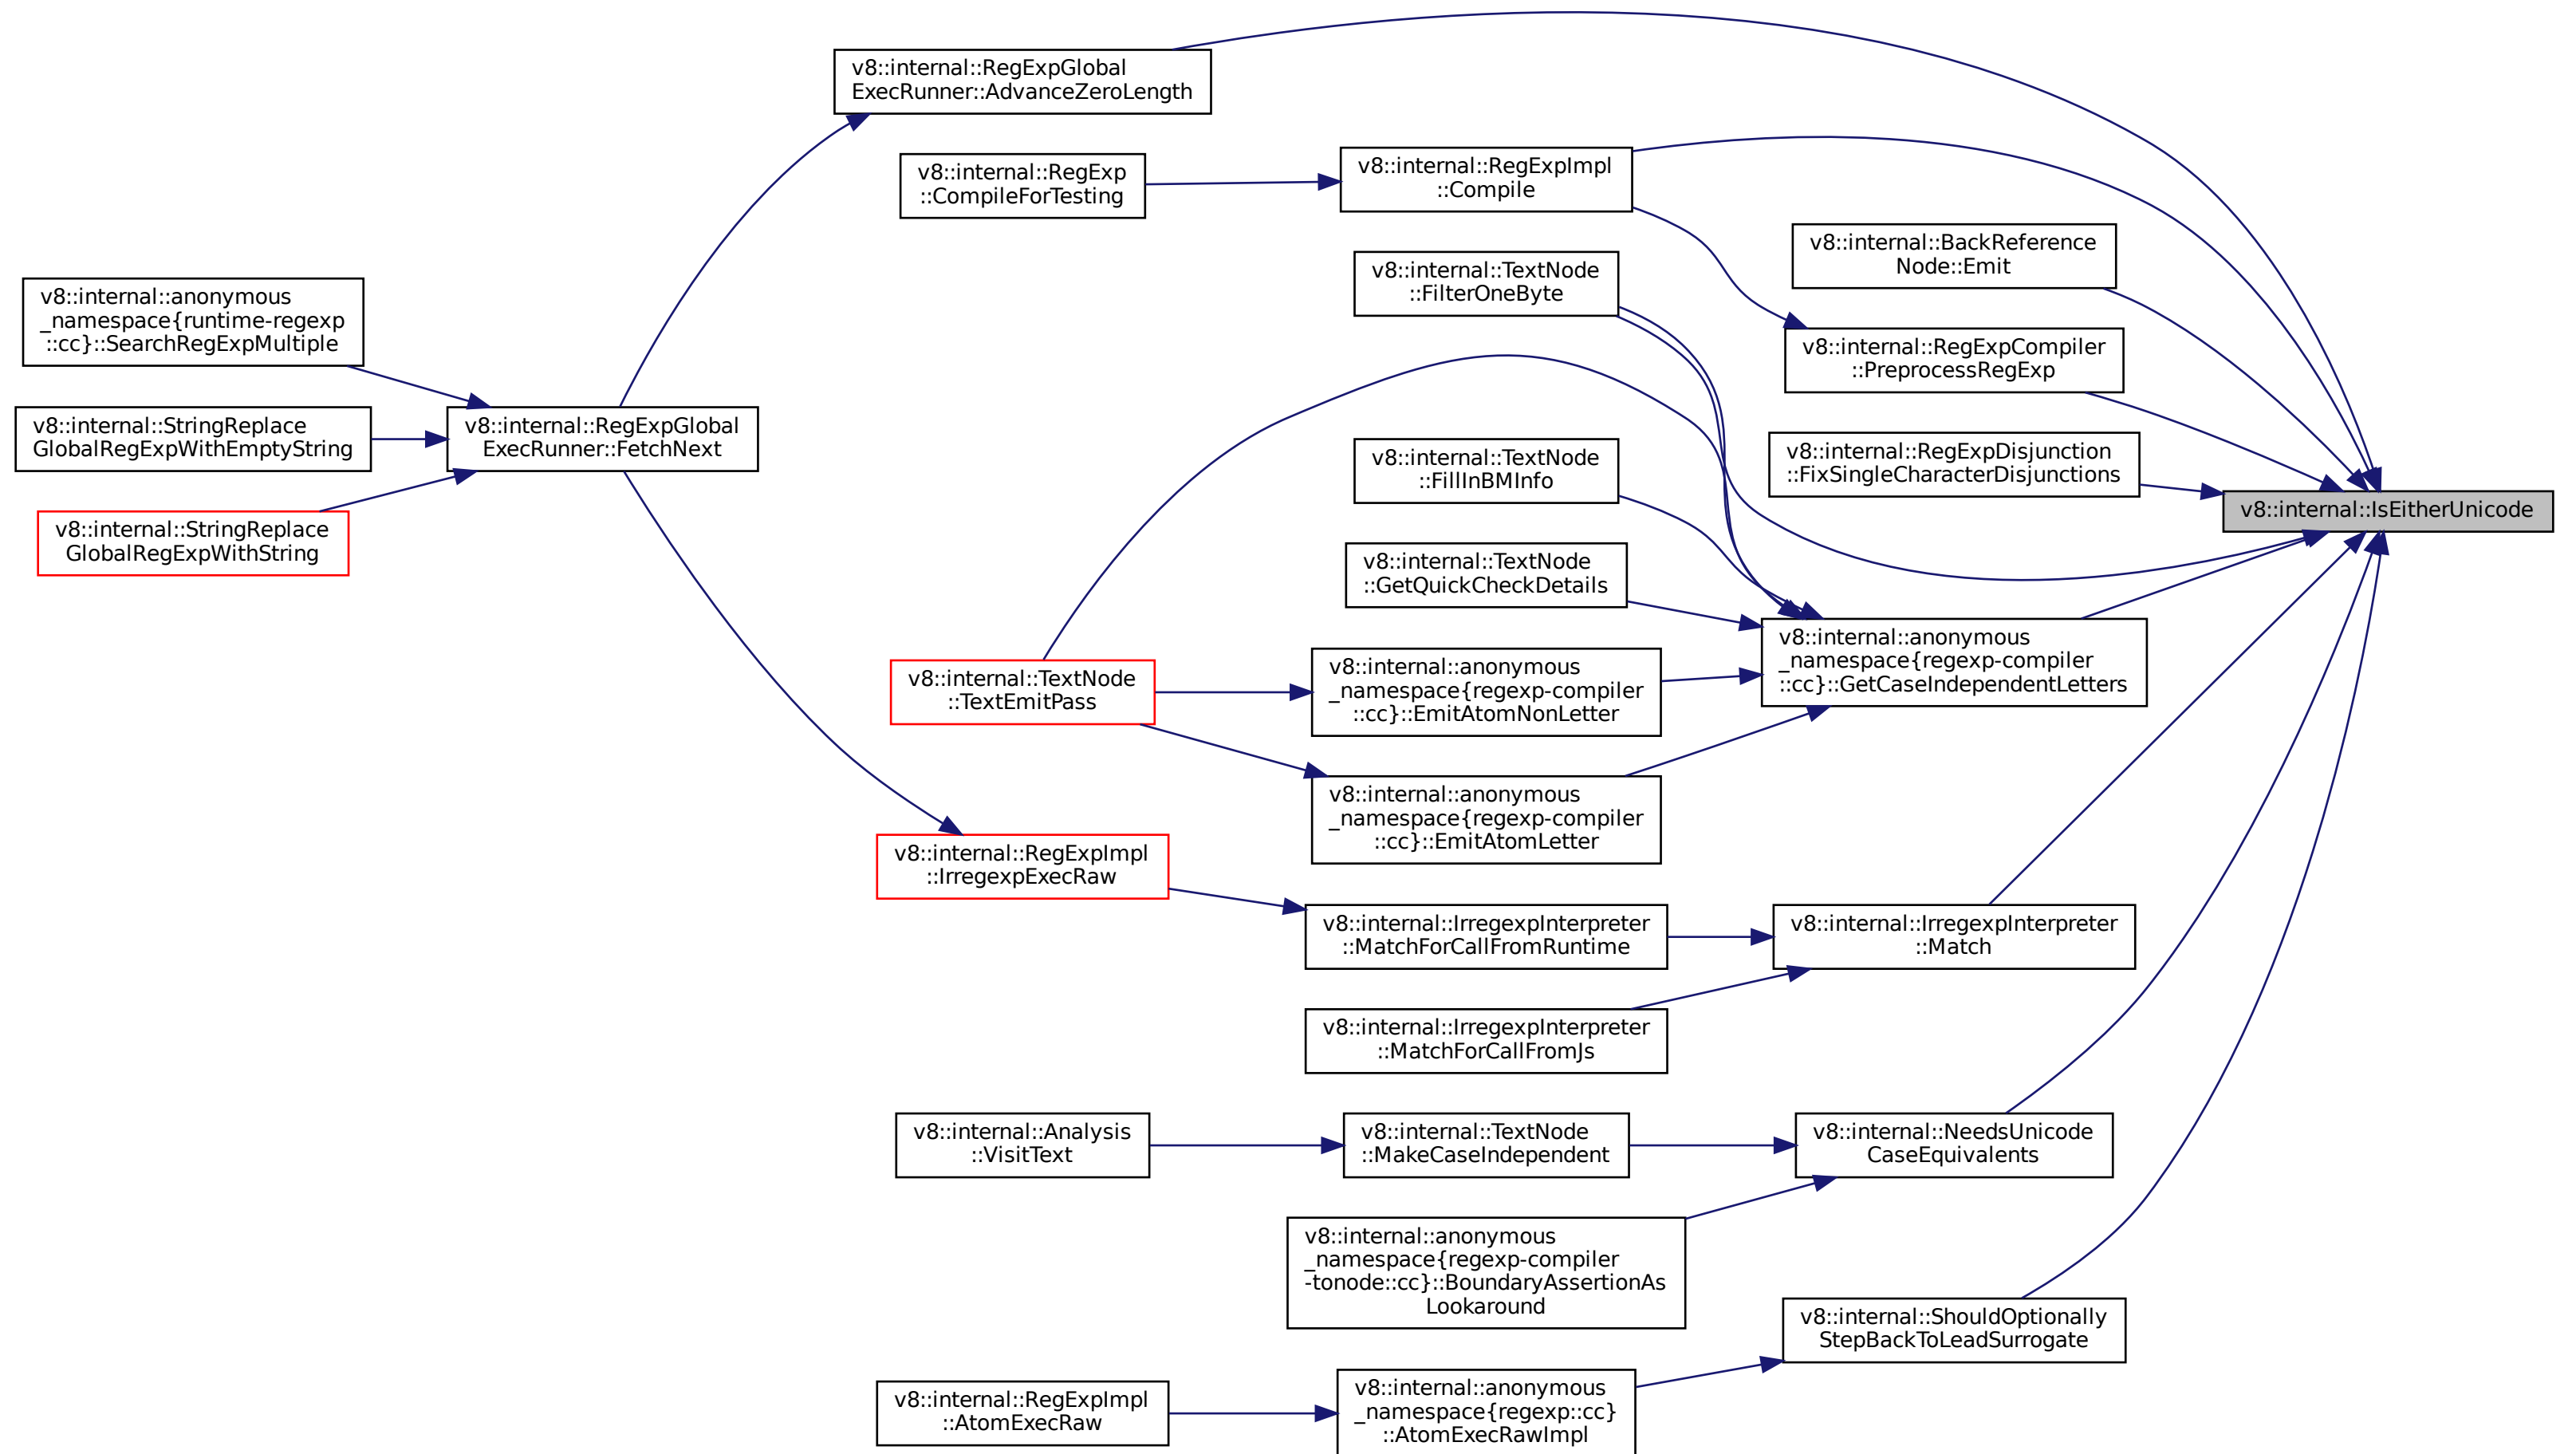 v8::internal::RegExpGlobal
ExecRunner::AdvanceZeroLength
v8::internal::RegExp
::CompileForTesting
v8::internal::RegExpImpl
::Compile
v8::internal::BackReference
Node::Emit
v8::internal::TextNode
::FilterOneByte
v8::internal::anonymous
_namespace{runtime-regexp
::cc}::SearchRegExpMultiple
v8::internal::RegExpCompiler
::PreprocessRegExp
v8::internal::StringReplace
GlobalRegExpWithEmptyString
v8::internal::RegExpGlobal
ExecRunner::FetchNext
v8::internal::TextNode
::FillInBMInfo
v8::internal::RegExpDisjunction
::FixSingleCharacterDisjunctions
v8::internal::IsEitherUnicode
v8::internal::StringReplace
GlobalRegExpWithString
v8::internal::TextNode
::GetQuickCheckDetails
v8::internal::anonymous
_namespace{regexp-compiler
::cc}::GetCaseIndependentLetters
v8::internal::TextNode
::TextEmitPass
v8::internal::anonymous
_namespace{regexp-compiler
::cc}::EmitAtomNonLetter
v8::internal::anonymous
_namespace{regexp-compiler
::cc}::EmitAtomLetter
v8::internal::RegExpImpl
::IrregexpExecRaw
v8::internal::IrregexpInterpreter
::MatchForCallFromRuntime
v8::internal::IrregexpInterpreter
::Match
v8::internal::IrregexpInterpreter
::MatchForCallFromJs
v8::internal::Analysis
::VisitText
v8::internal::TextNode
::MakeCaseIndependent
v8::internal::NeedsUnicode
CaseEquivalents
v8::internal::anonymous
_namespace{regexp-compiler
-tonode::cc}::BoundaryAssertionAs
Lookaround
v8::internal::ShouldOptionally
StepBackToLeadSurrogate
v8::internal::RegExpImpl
::AtomExecRaw
v8::internal::anonymous
_namespace{regexp::cc}
::AtomExecRawImpl